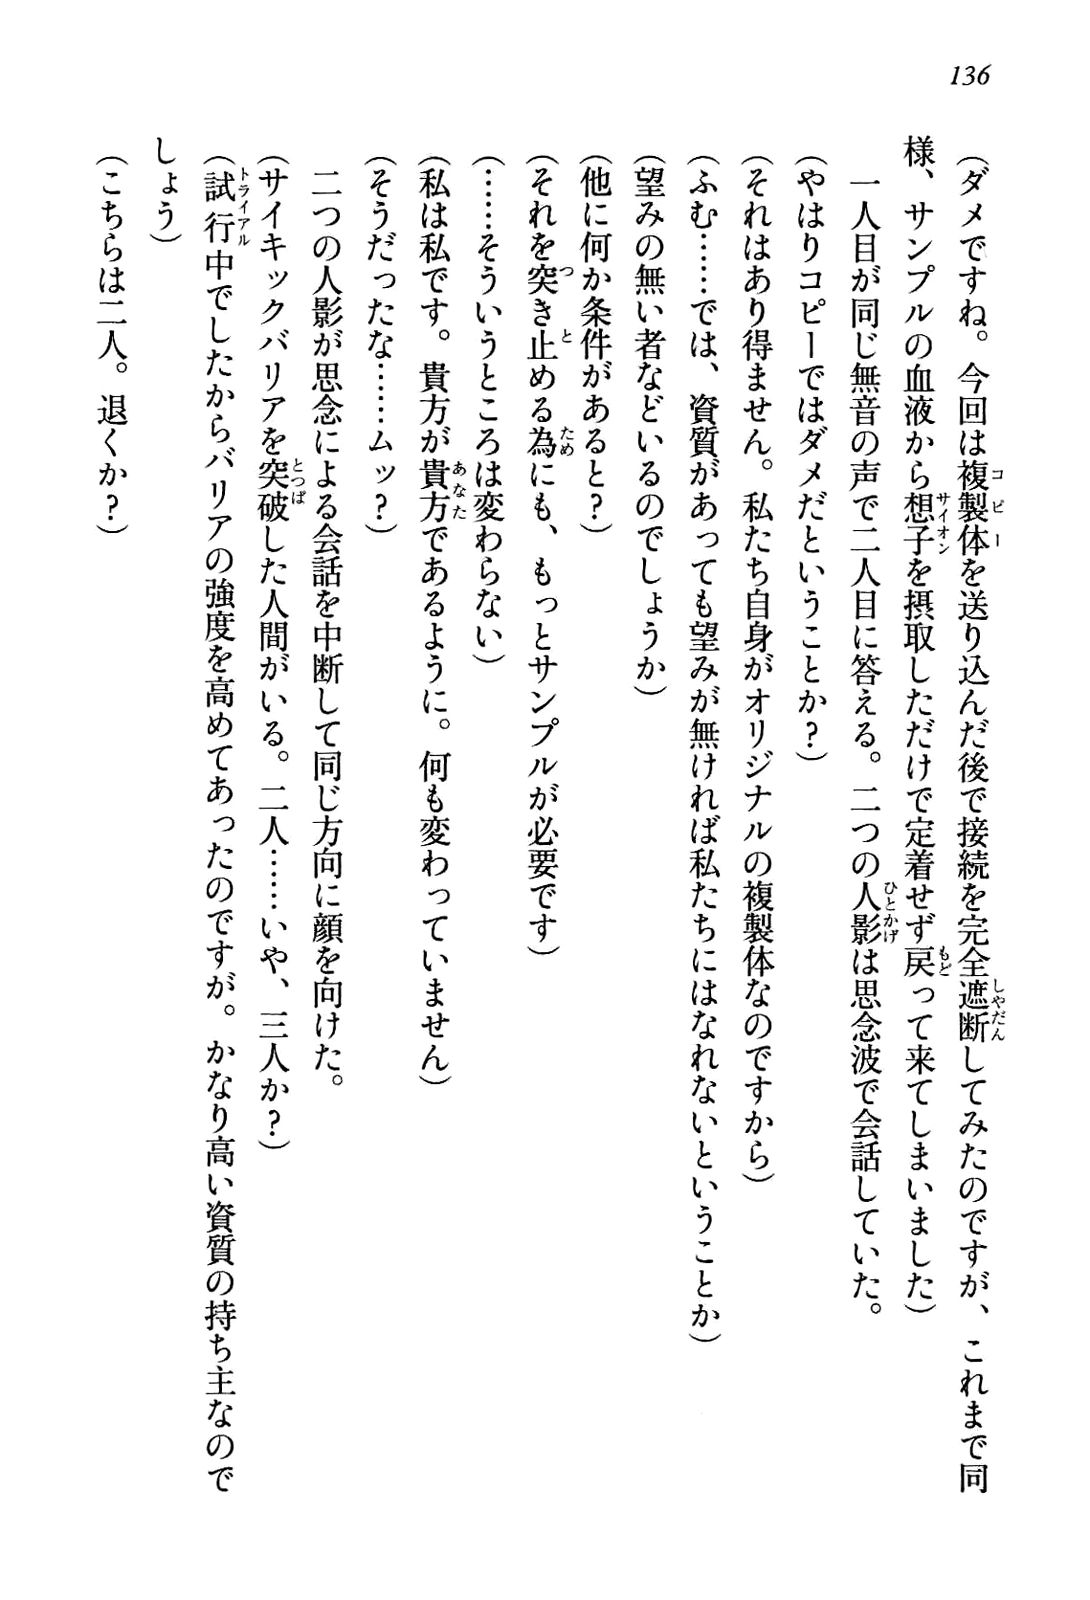 136
(ダメですね。今回は複製体を送り込んだ後で接続を完全遮断してみたのですが、これまで同
様、サンプルの血液から想子を摂取しただけで定着せず戻って来てしまいました)
一人目が同じ無音の声で二人目に答える。二つの人影は思念波で会話していた。
(やはりコピーではダメだということか?)
(それはあり得ません。私たち自身がオリジナルの複製体なのですから)
(ふむ……では、資質があっても望みが無ければ私たちにはなれないということか)
(望みの無い者などいるのでしょうか)
(他に何か条件があると?)
(それを突き止める為にも、もっとサンプルが必要です)
(……そういうところは変わらない)
(私は私です。貴方が貴方であるように。何も変わっていません)
(そうだったな……ムッ?)
二つの人影が思念による会話を中断して同じ方向に顔を向けた。
(サイキックバリアを突破した人間がいる。二人……いや、三人か?)
(試行中でしたからバリアの強度を高めてあったのですが。かなり高い資質の持ち主なので
しょう)
(こちらは二人。退くか?)